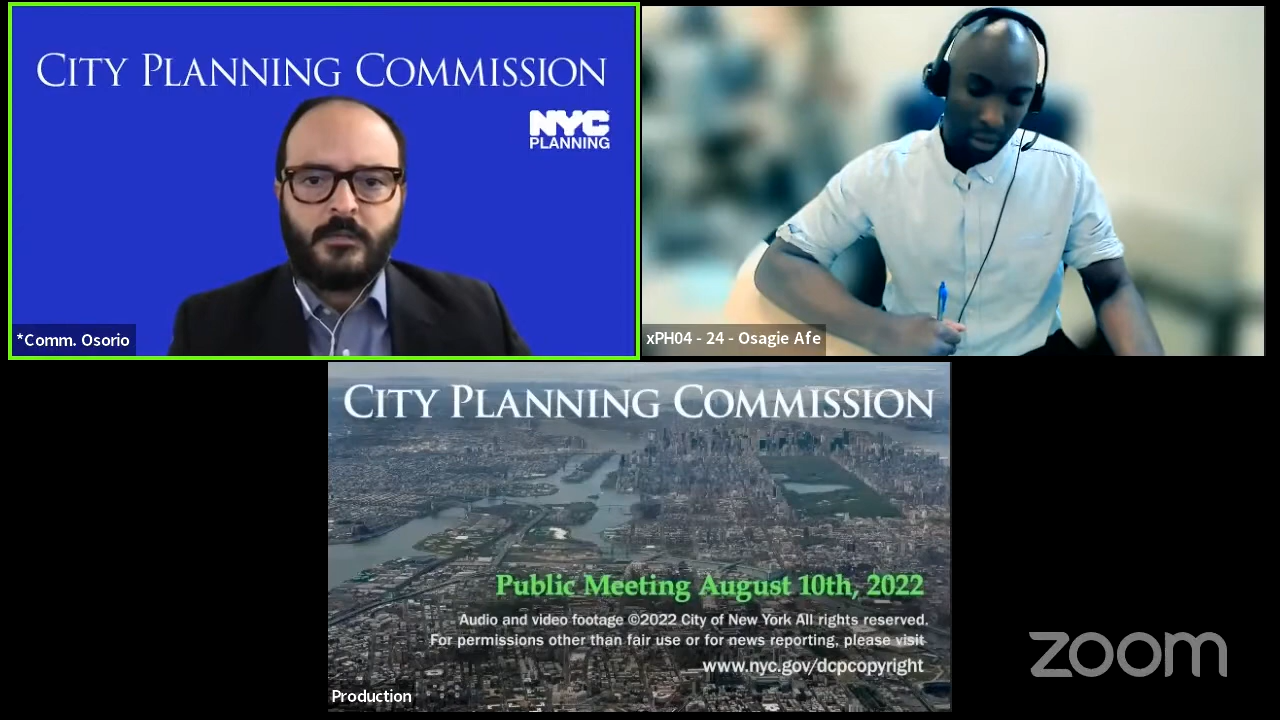 CITY PLANNING COMMISSION
NYC
PLANNING
*Comm. Osorio
xPH04 - 24 - Osagie Afe
CITY PLANNING COMMISSION
Public Meeting August 10th, 2022
Audio and video footage ©2022 City of New York All rights reserved.
For permissions other than fair use or for news reporting, please visit
www.nyc.gov/dcpcopyright
Production
zoom